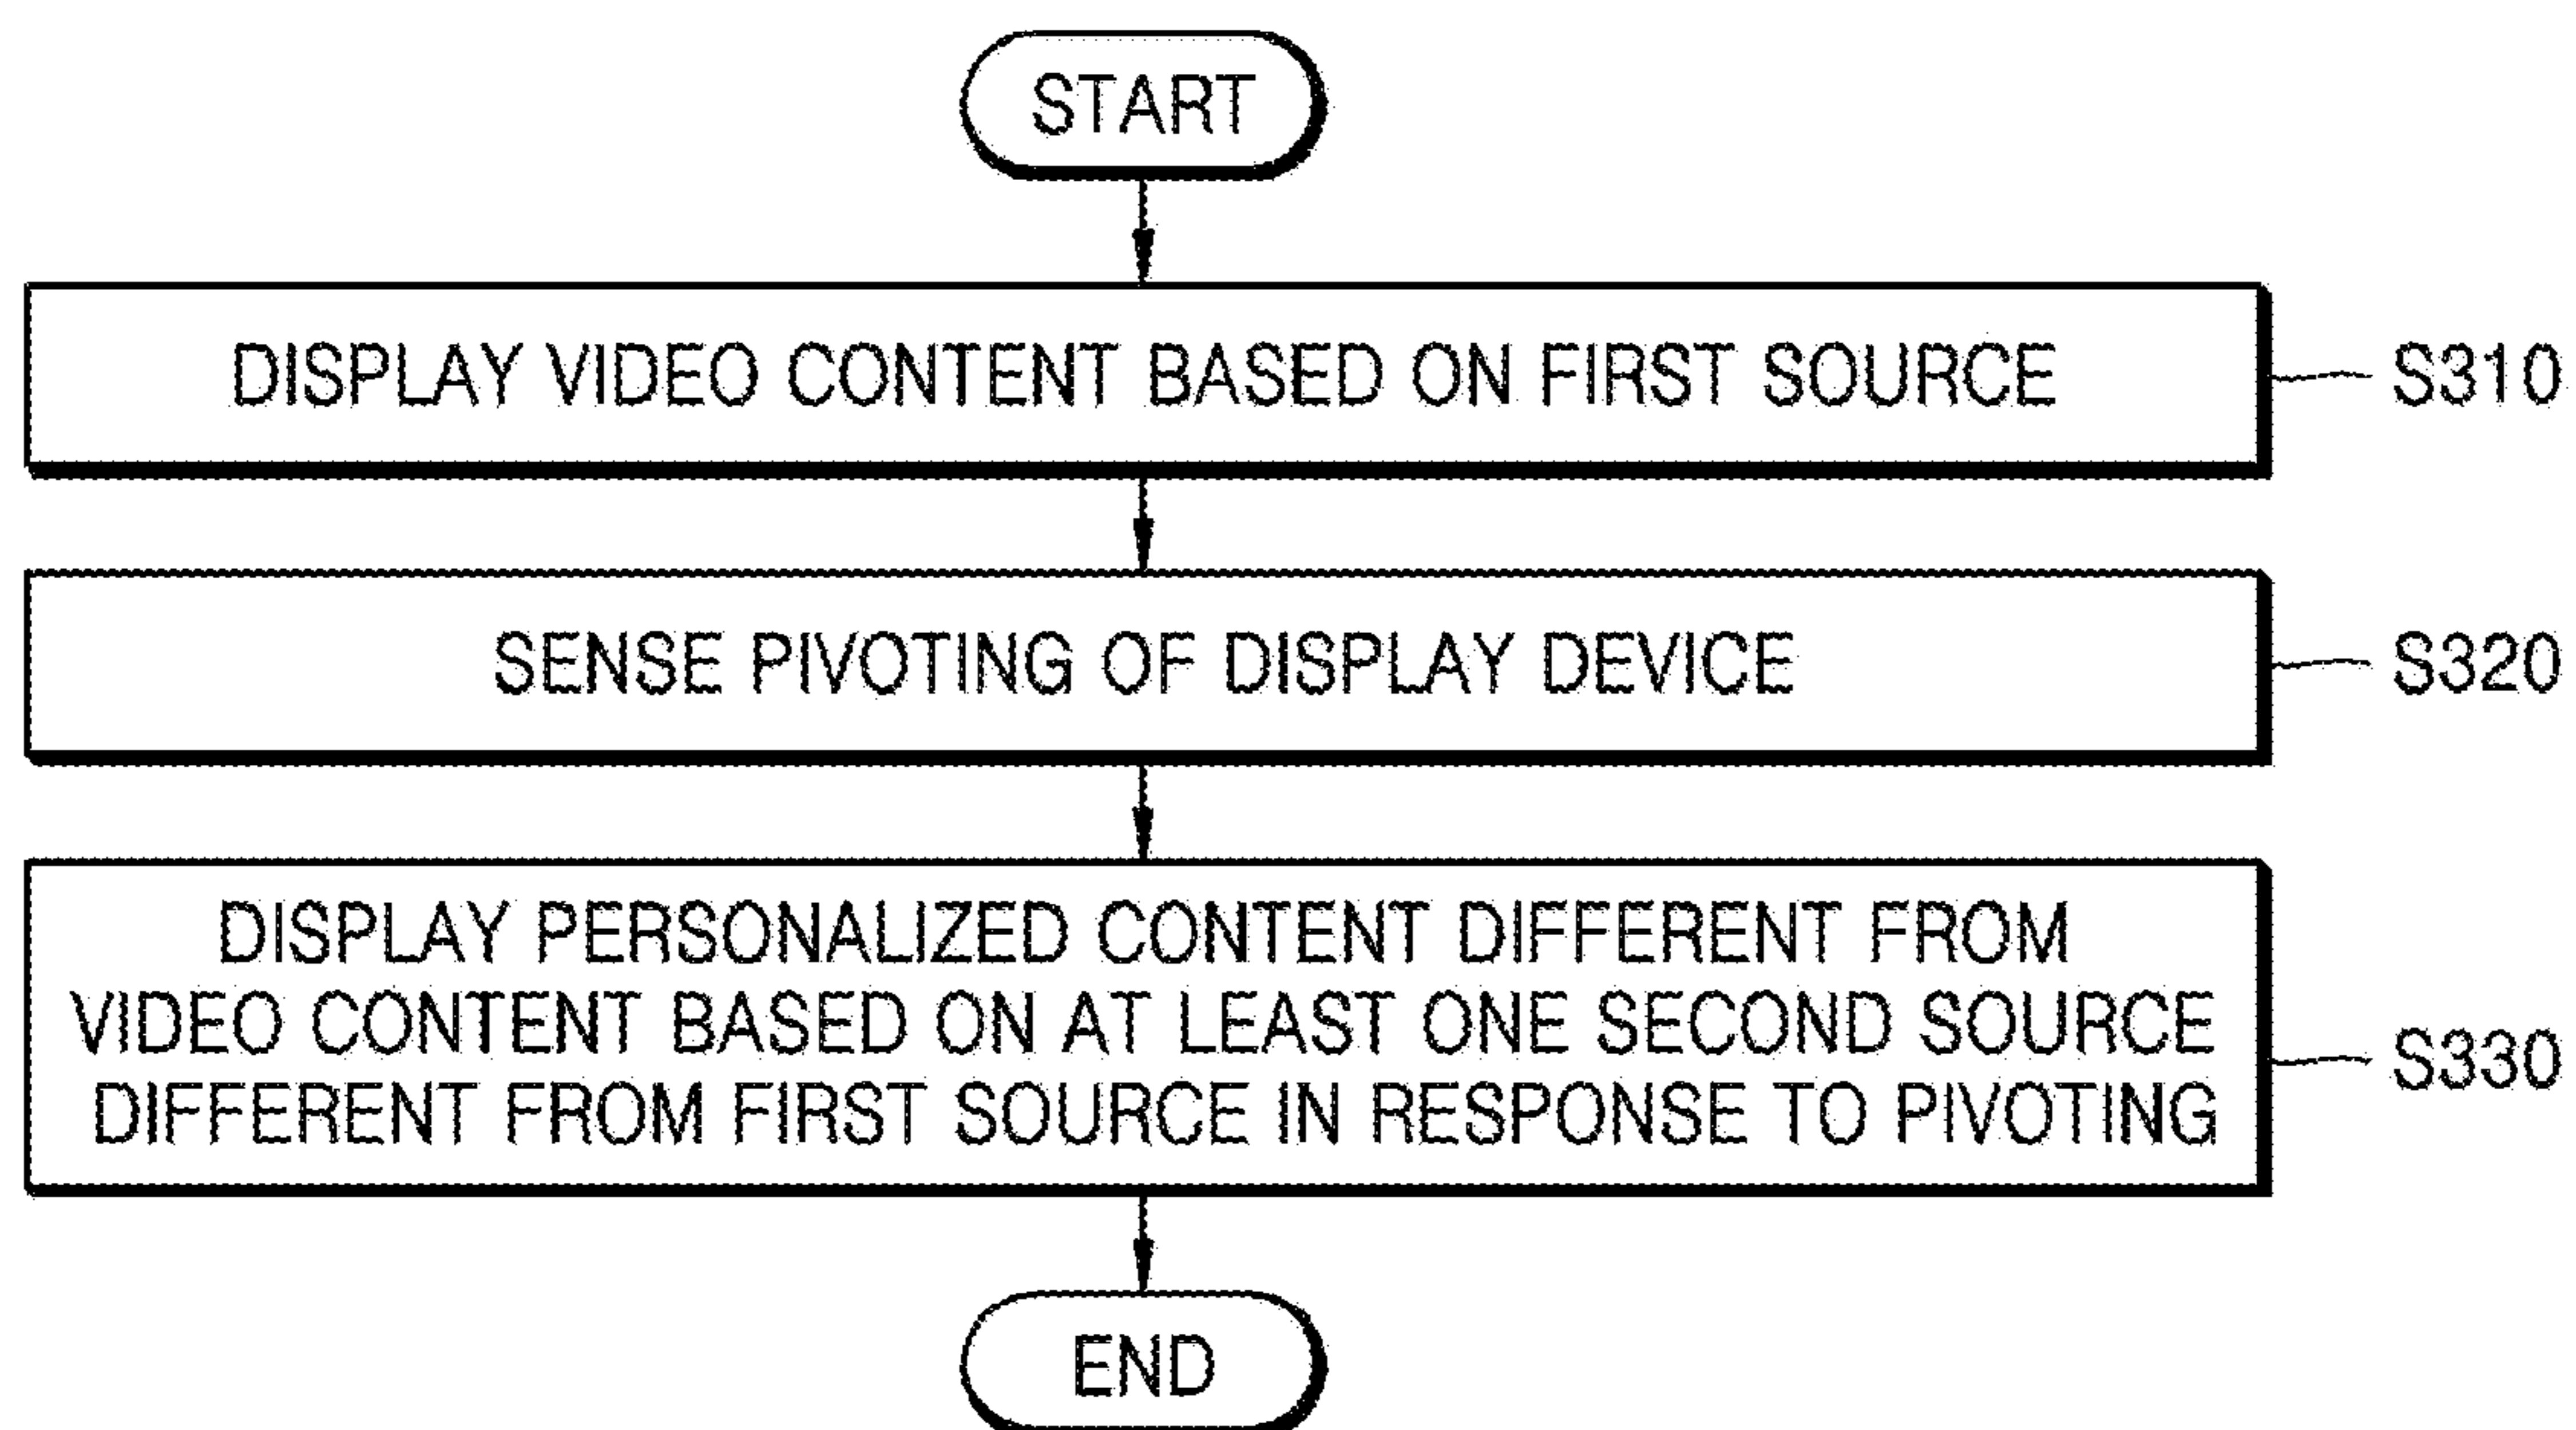 START
DISPLAY VIDEO CONTENT BASED ON FIRST SOURCE
S310
SENSE PIVOTING OF DISPLAY DEVICE
S320
DISPLAY PERSONALIZED CONTENT DIFFERENT FROM
VIDEO CONTENT BASED ON AT LEAST ONE SECOND SOURCE
DIFFERENT FROM FIRST SOURCE IN RESPONSE TO PIVOTING
S330
END